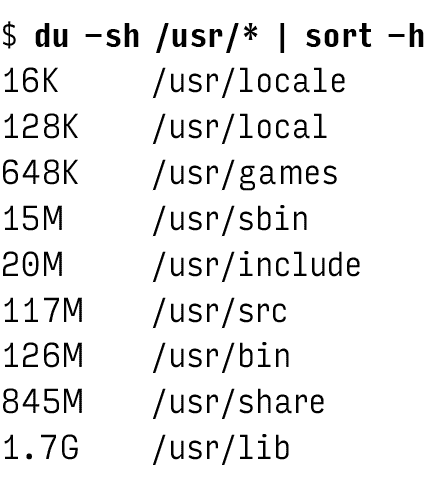 $ du -sh /usr/* | sort -h
16K /usr/locale
128K /usr/local
648K /usr/games
15M /usr/sbin
20M /usr/include
117M /usr/src
126M /usr/bin
845M /usr/share
1.7G /usr/lib